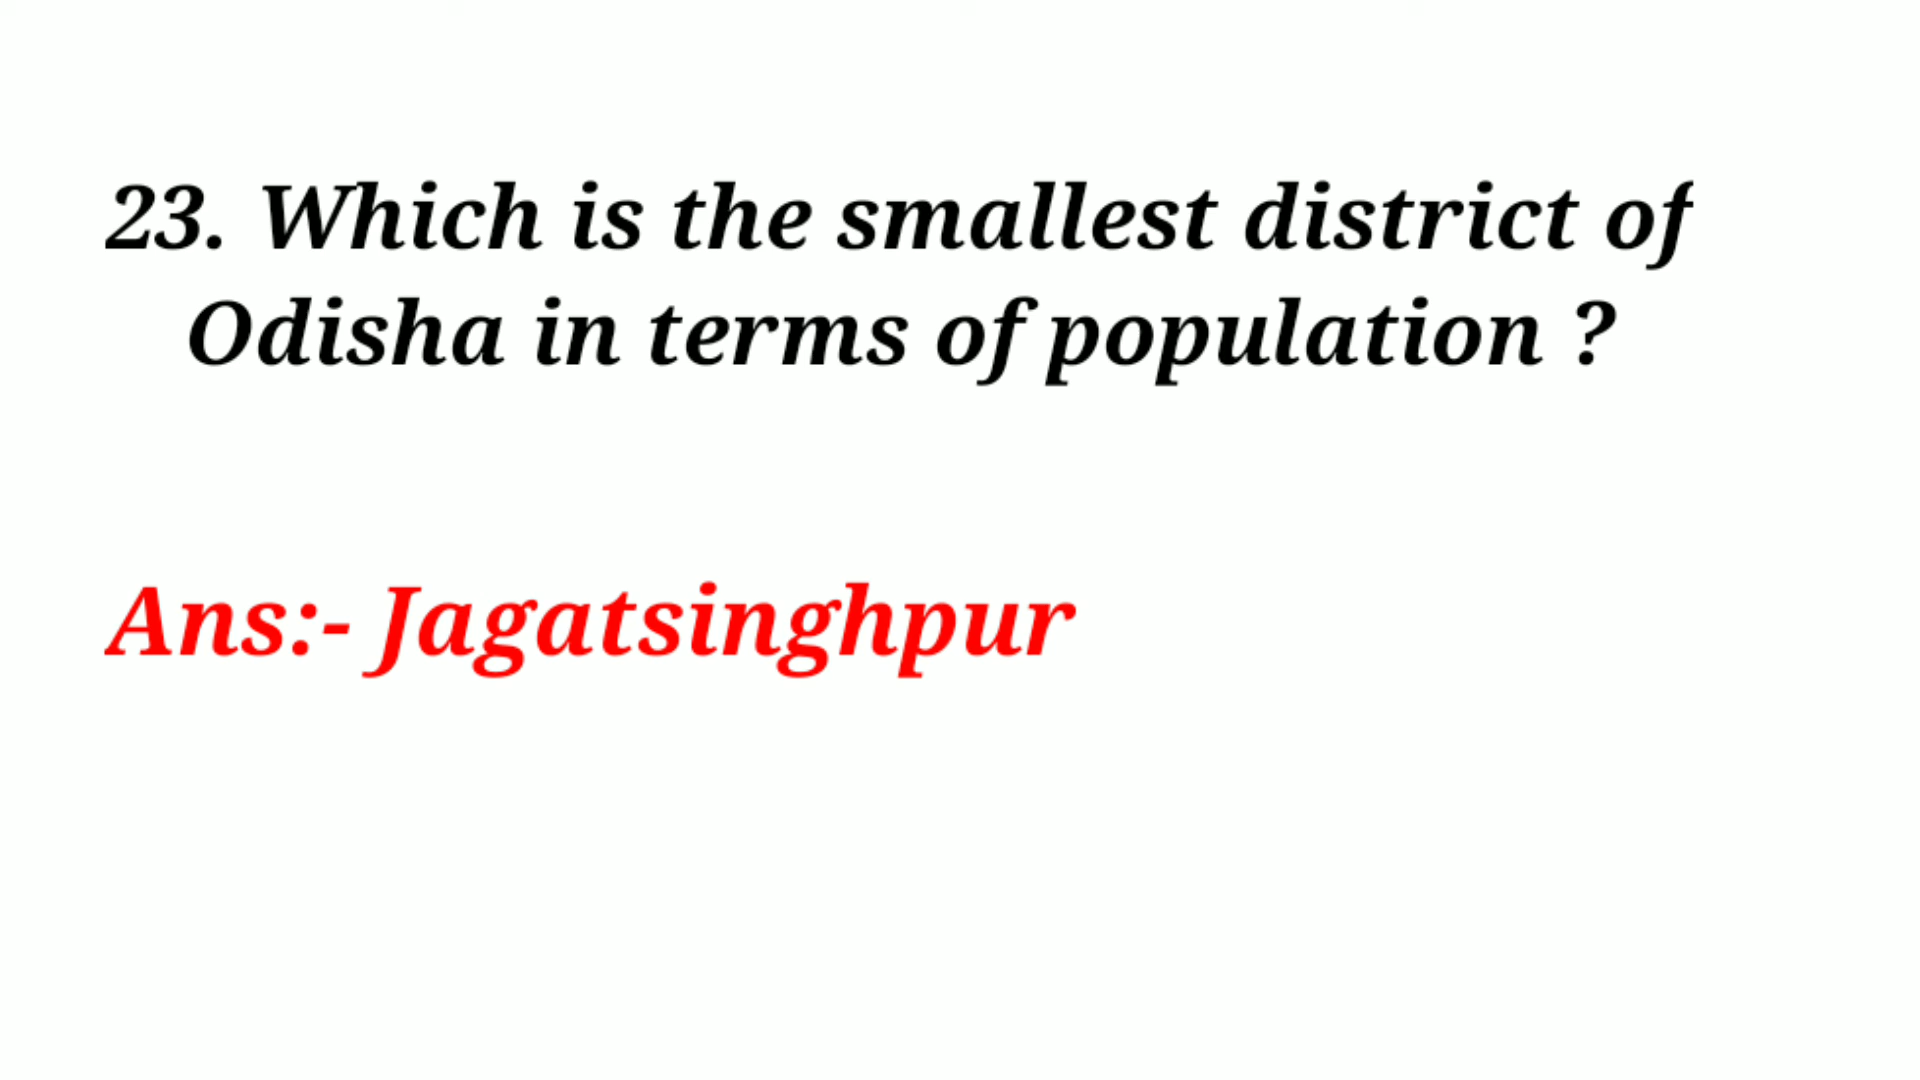 23. Which is the smallest district of
Odisha in terms of population ?
Ans:- Jagatsinghpur